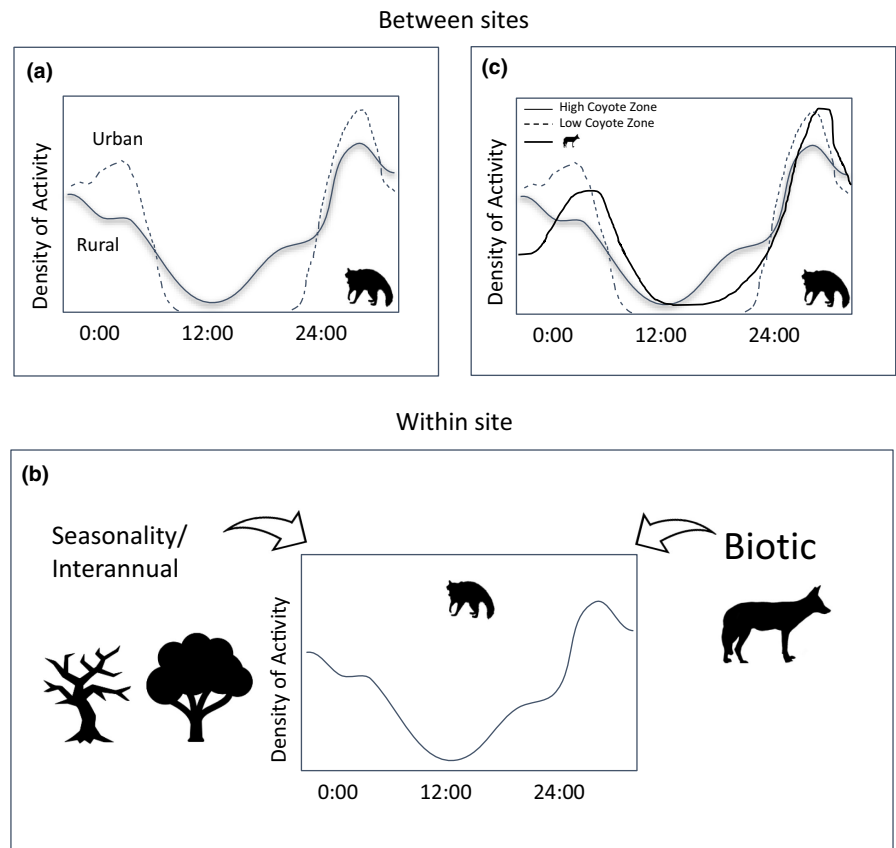 Between sites
(a)
Urban
Rural
Density of Activity
0:00 12:00 24:00
(c)
High Coyote Zone
Low Coyote Zone
Density of Activity
0:00 12:00 24:00
Within site
(b)
Seasonality/
Interannual
Biotic
Density of Activity
0:00 12:00 24:00